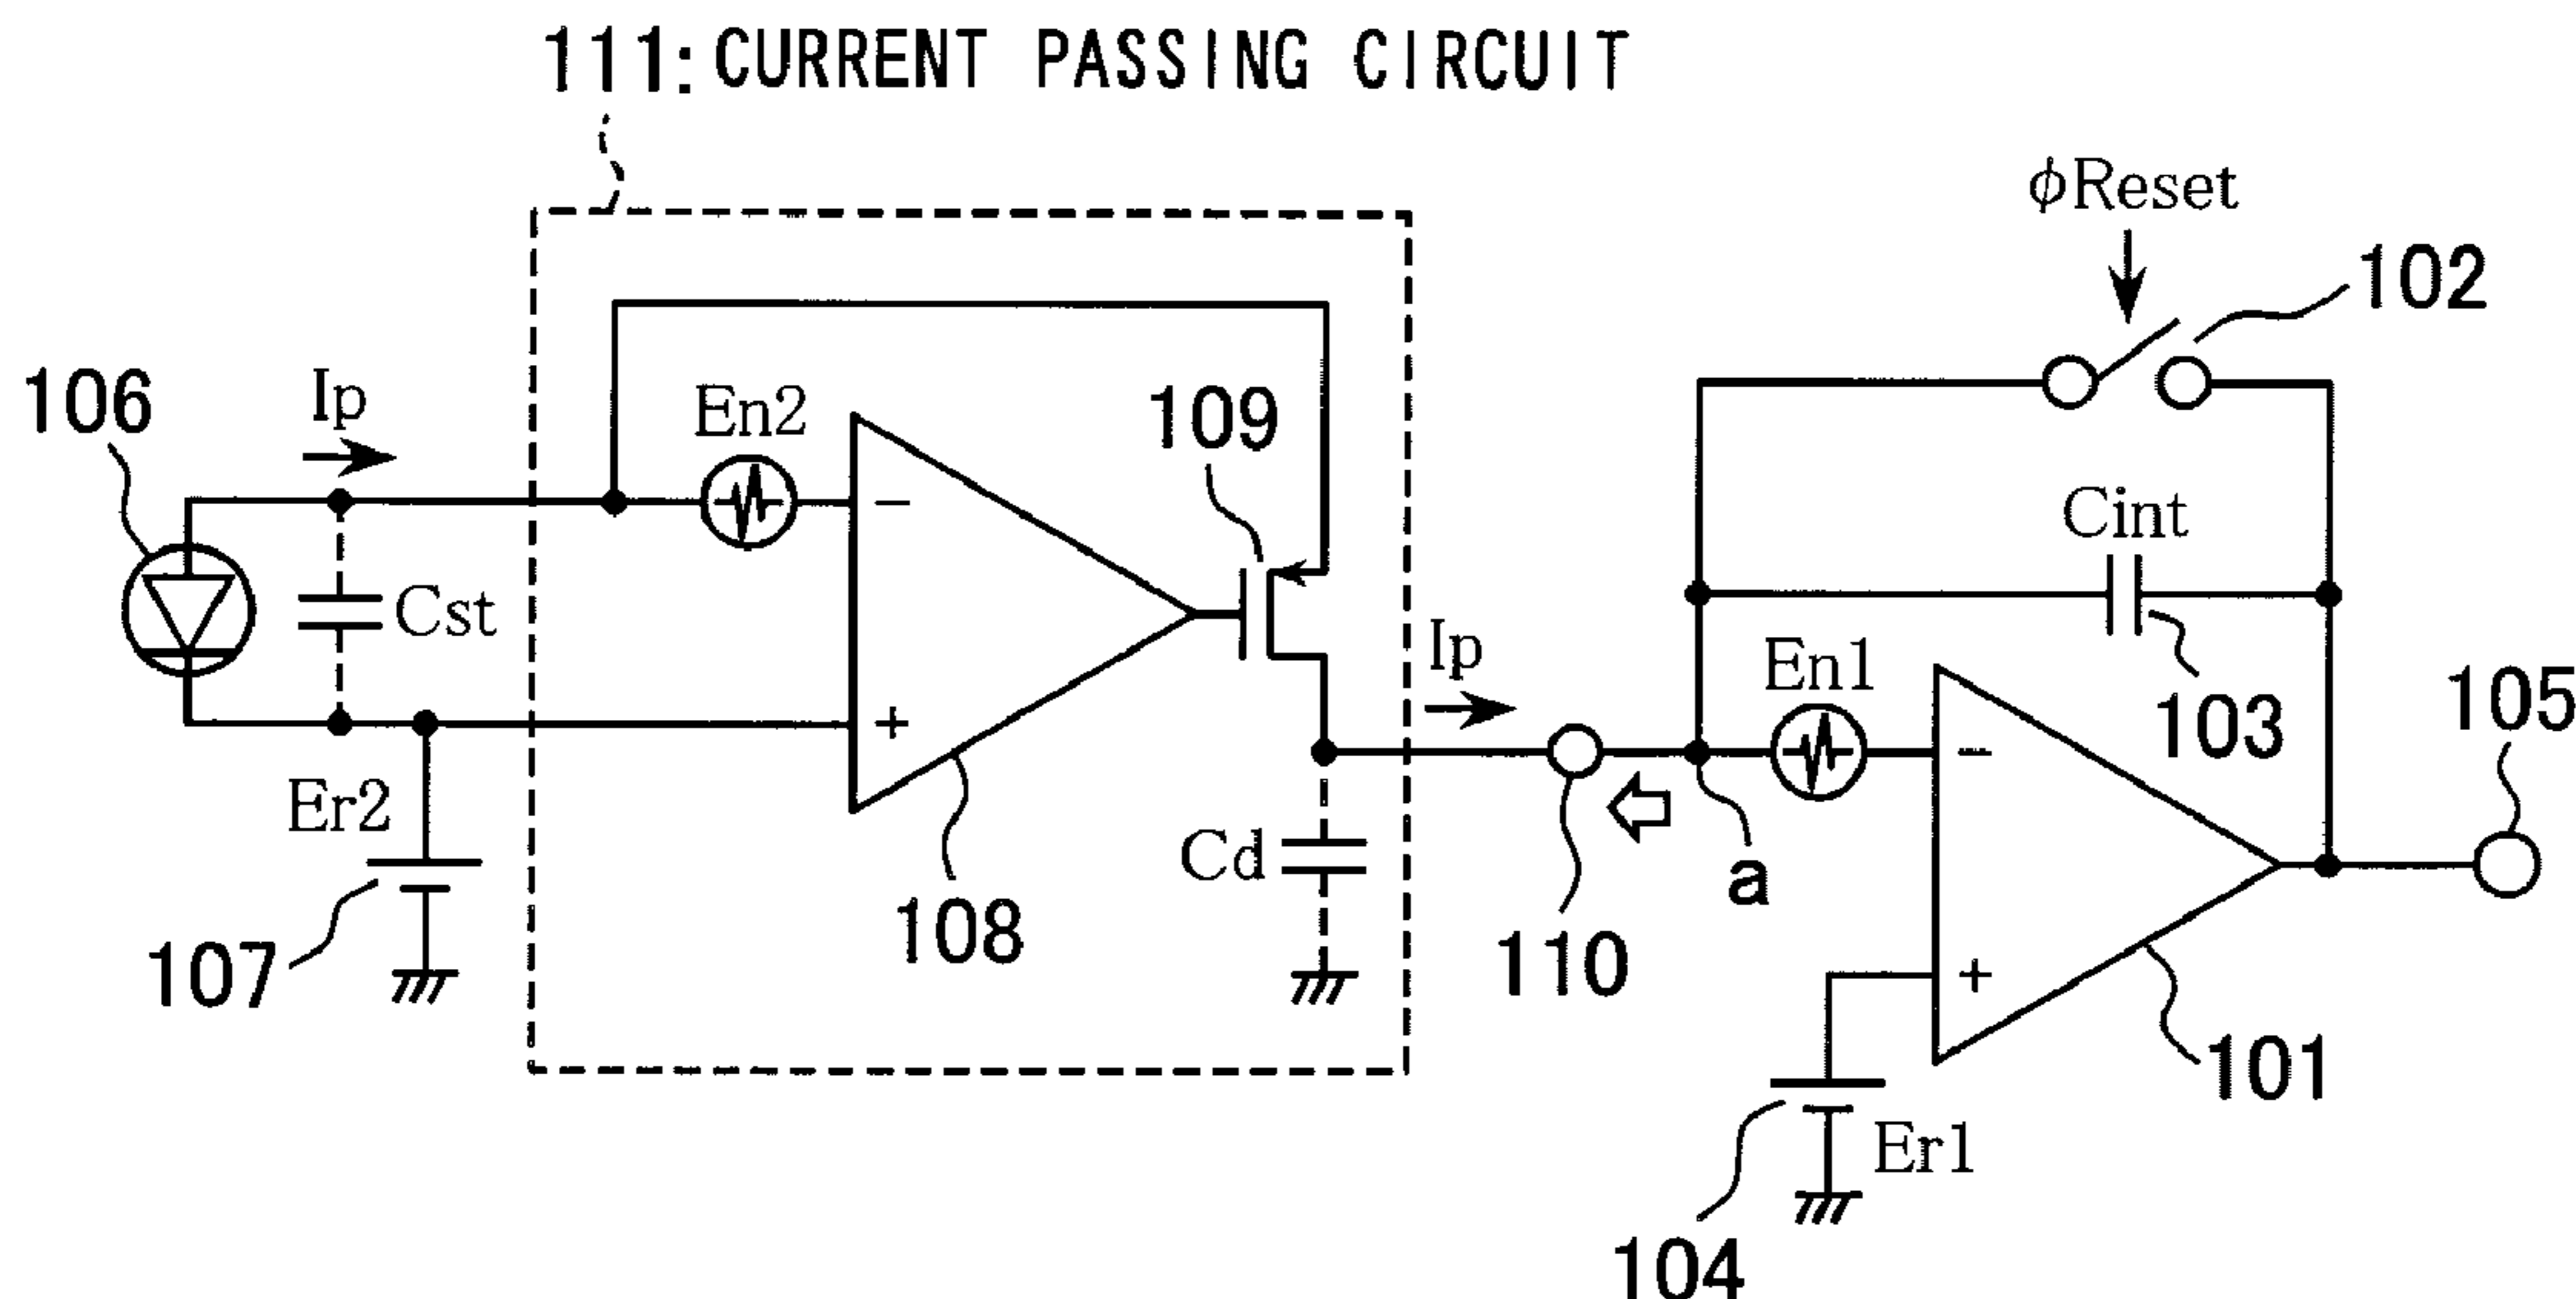 111: CURRENT PASSING CIRCUIT
φReset
102
106
Ip
En2
109
Cint
Cst
Ip
En1
103
105
Er2
Cd
a
108
110
107
101
Er1
104
−
+
−
+